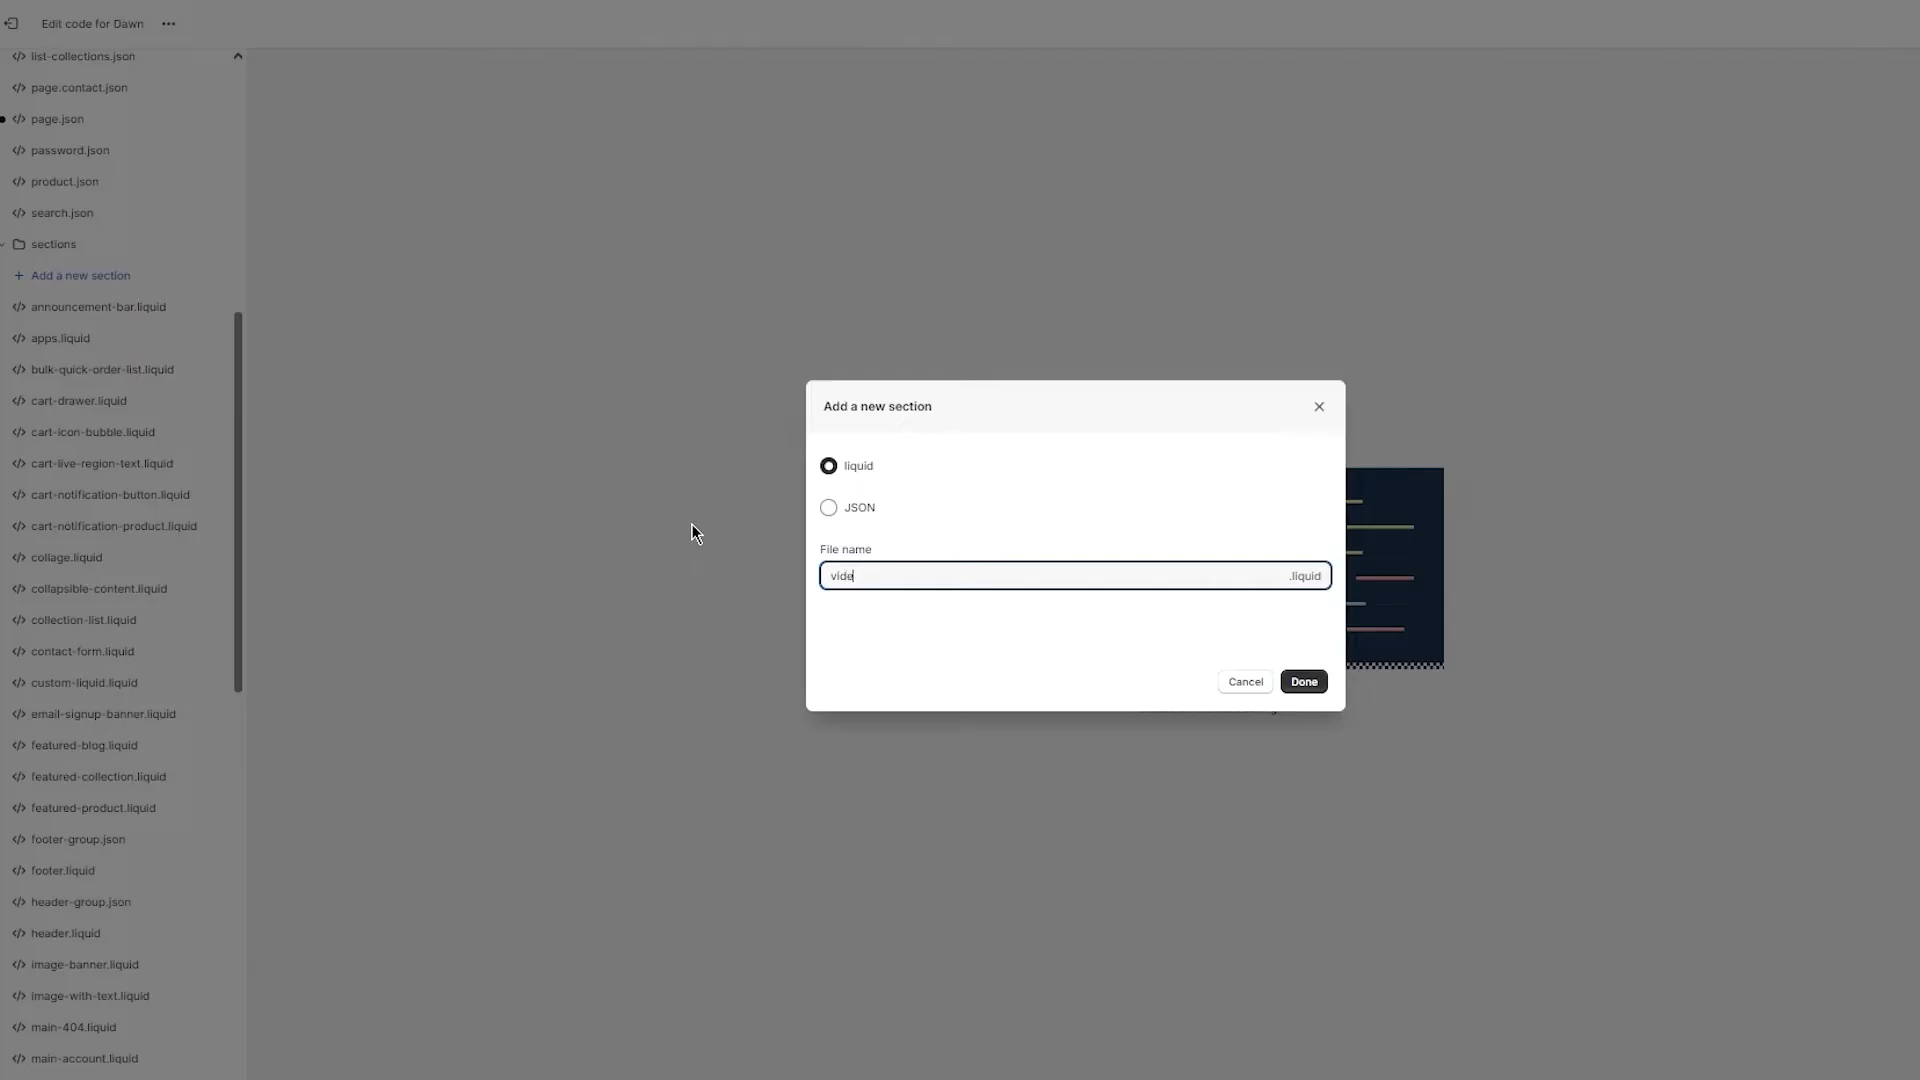 Edit code for Dawn
list-collections.json
page.contact.json
page.json
password.json
product.json
search.json
sections
Add a new section
announcement-bar.liquid
apps.liquid
bulk-quick-order-list.liquid
cart-drawer.liquid
cart-icon-bubble.liquid
cart-live-region-text.liquid
cart-notification-button.liquid
cart-notification-product.liquid
collage.liquid
collapsible-content.liquid
collection-list.liquid
contact-form.liquid
custom-liquid.liquid
email-signup-banner.liquid
featured-blog.liquid
featured-collection.liquid
featured-product.liquid
footer-group.json
footer.liquid
header-group.json
header.liquid
image-banner.liquid
image-with-text.liquid
main-404.liquid
main-account.liquid
Add a new section
liquid
JSON
File name
vide .liquid
Cancel Done